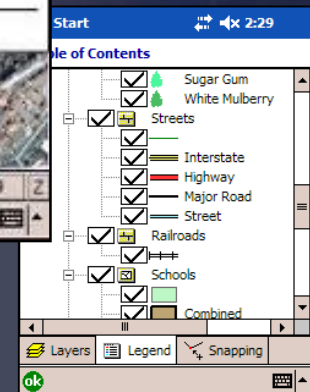 Start 2:29
ble of Contents
Sugar Gum
White Mulberry
Streets
Interstate
Highway
Major Road
Street
Railroads
Schools
Combined
Z
Layers Legend Snapping
ok